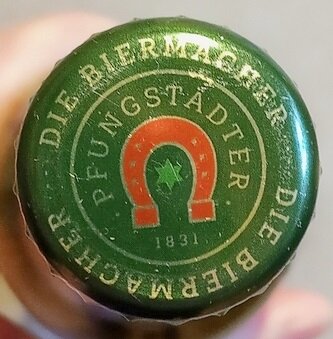 DIE BIERMACHER
DIE BIERMACHER
PFUNGSTÄDTER
1831